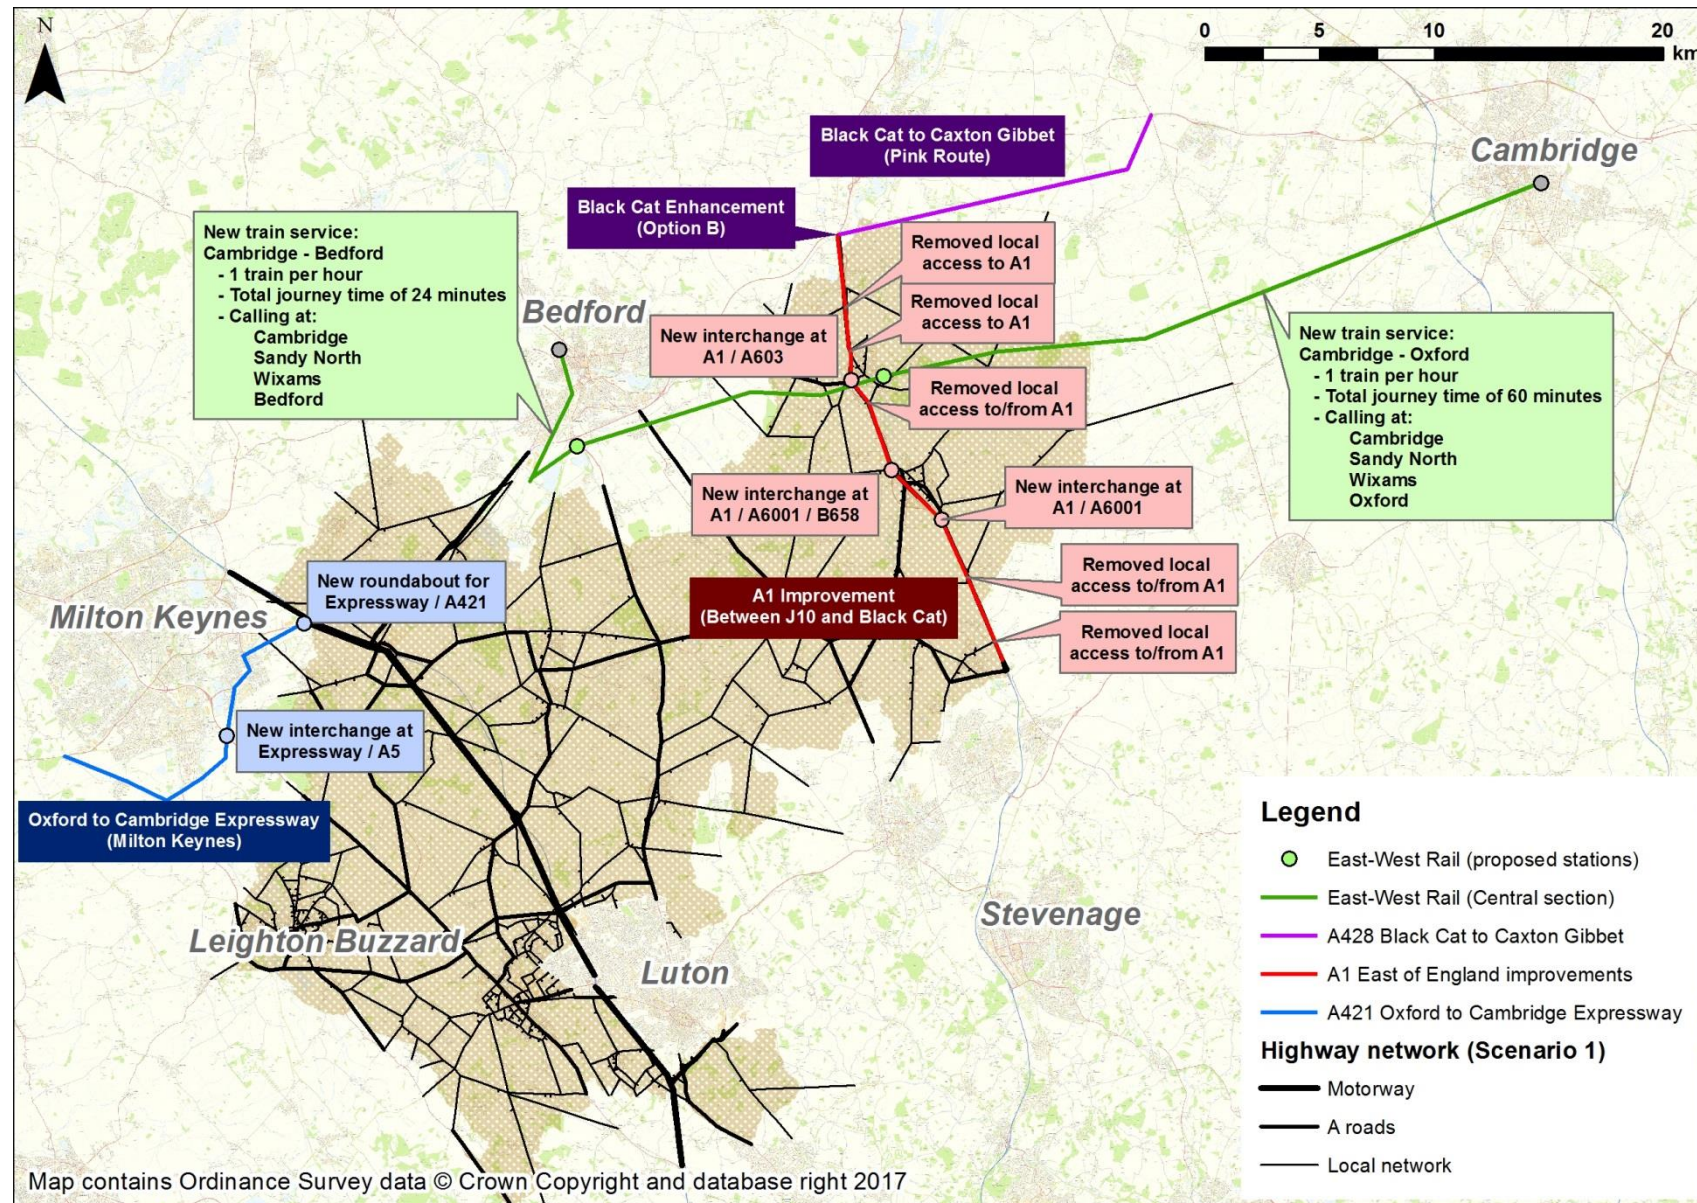 N
0 5 10 20
km
Black Cat to Caxton Gibbet
(Pink Route)
Cambridge
Black Cat Enhancement
(Option B)
New train service:
Cambridge - Bedford
- 1 train per hour
- Total journey time of 24 minutes
- Calling at:
Cambridge
Sandy North
Wixams
Bedford
Bedford
Removed local
access to A1
Removed local
access to A1
New interchange at
A1 / A603
New train service:
Cambridge - Oxford
- 1 train per hour
- Total journey time of 60 minutes
- Calling at:
Cambridge
Sandy North
Wixams
Oxford
Removed local
access to/from A1
New interchange at
A1 / A6001 / B658
New interchange at
A1 / A6001
Removed local
access to/from A1
Removed local
access to/from A1
A1 Improvement
(Between J10 and Black Cat)
New roundabout for
Expressway / A421
Milton Keynes
New interchange at
Expressway / A5
Oxford to Cambridge Expressway
(Milton Keynes)
Leighton Buzzard
Luton
Stevenage
Legend
East-West Rail (proposed stations)
East-West Rail (Central section)
A428 Black Cat to Caxton Gibbet
A1 East of England improvements
A421 Oxford to Cambridge Expressway
Highway network (Scenario 1)
Motorway
A roads
Local network
Map contains Ordinance Survey data © Crown Copyright and database right 2017